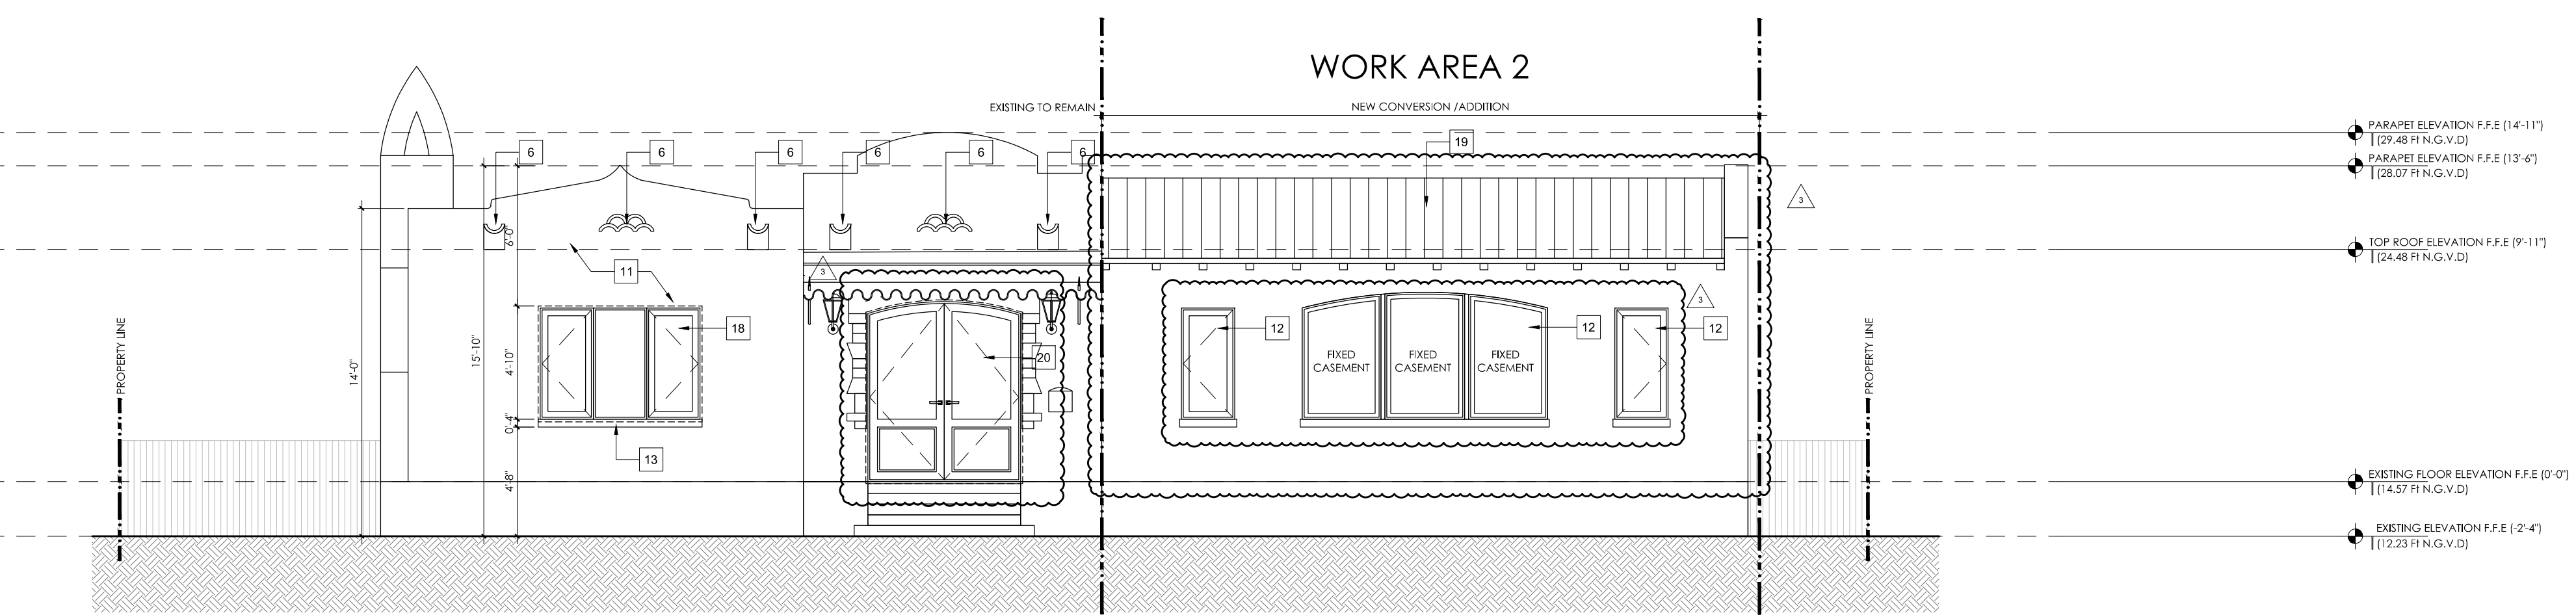 WORK AREA 2
EXISTING TO REMAIN
NEW CONVERSION /ADDITION
PARAPET ELEVATION F.F.E (14'-11")
(29.48 Ft N.G.V.D)
PARAPET ELEVATION F.F.E (13'-6")
(28.07 Ft N.G.V.D)
TOP ROOF ELEVATION F.F.E (9'-11")
(24.48 Ft N.G.V.D)
EXISTING FLOOR ELEVATION F.F.E (0'-0")
(14.57 Ft N.G.V.D)
EXISTING ELEVATION F.F.E (-2'-4")
(12.23 Ft N.G.V.D)
6
6
6
6
6
6
19
3
11
3
3
18
20
12
12
12
13
FIXED
CASEMENT
FIXED
CASEMENT
FIXED
CASEMENT
PROPERTY LINE
14'-0"
15'-10"
6'-0"
4'-10"
0'-4"
4'-8"
PROPERTY LINE